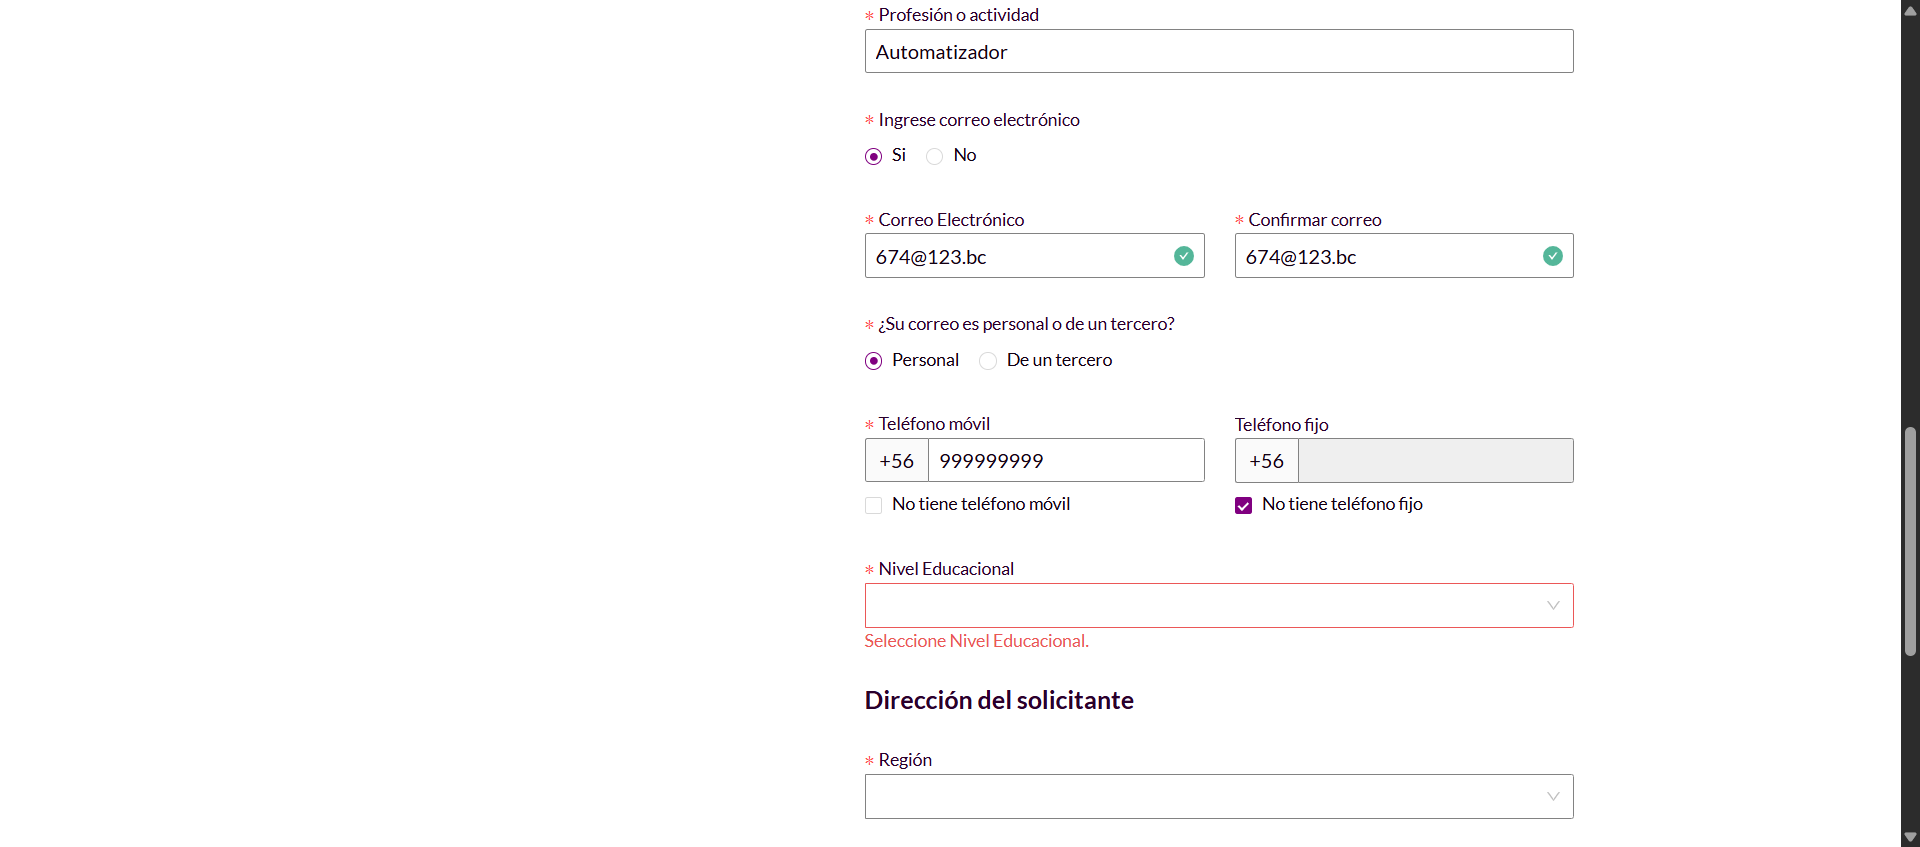 * Profesión o actividad
Automatizador
* Ingrese correo electrónico
Si No
* Correo Electrónico * Confirmar correo
674@123.bc 674@123.bc
* ¿Su correo es personal o de un tercero?
Personal De un tercero
* Teléfono móvil Teléfono fijo
+56 999999999 +56
No tiene teléfono móvil No tiene teléfono fijo
* Nivel Educacional
Seleccione Nivel Educacional.
Dirección del solicitante
* Región